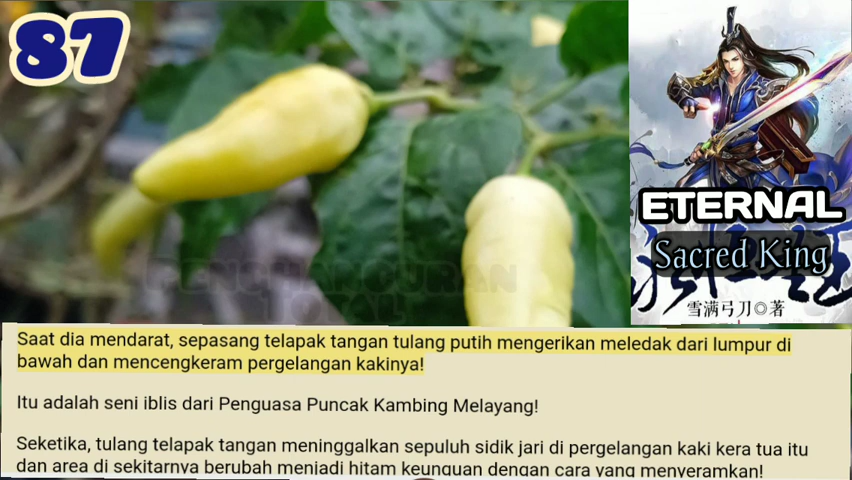 87
ETERNAL
Sacred King
雪满弓刀◎著
Saat dia mendarat, sepasang telapak tangan tulang putih mengerikan meledak dari lumpur di
bawah dan mencengkeram pergelangan kakinya!
Itu adalah seni iblis dari Penguasa Puncak Kambing Melayang!
Seketika, tulang telapak tangan meninggalkan sepuluh sidik jari di pergelangan kaki kera tua itu
dan area di sekitarnya berubah menjadi hitam keunguan dengan cara yang menyeramkan!